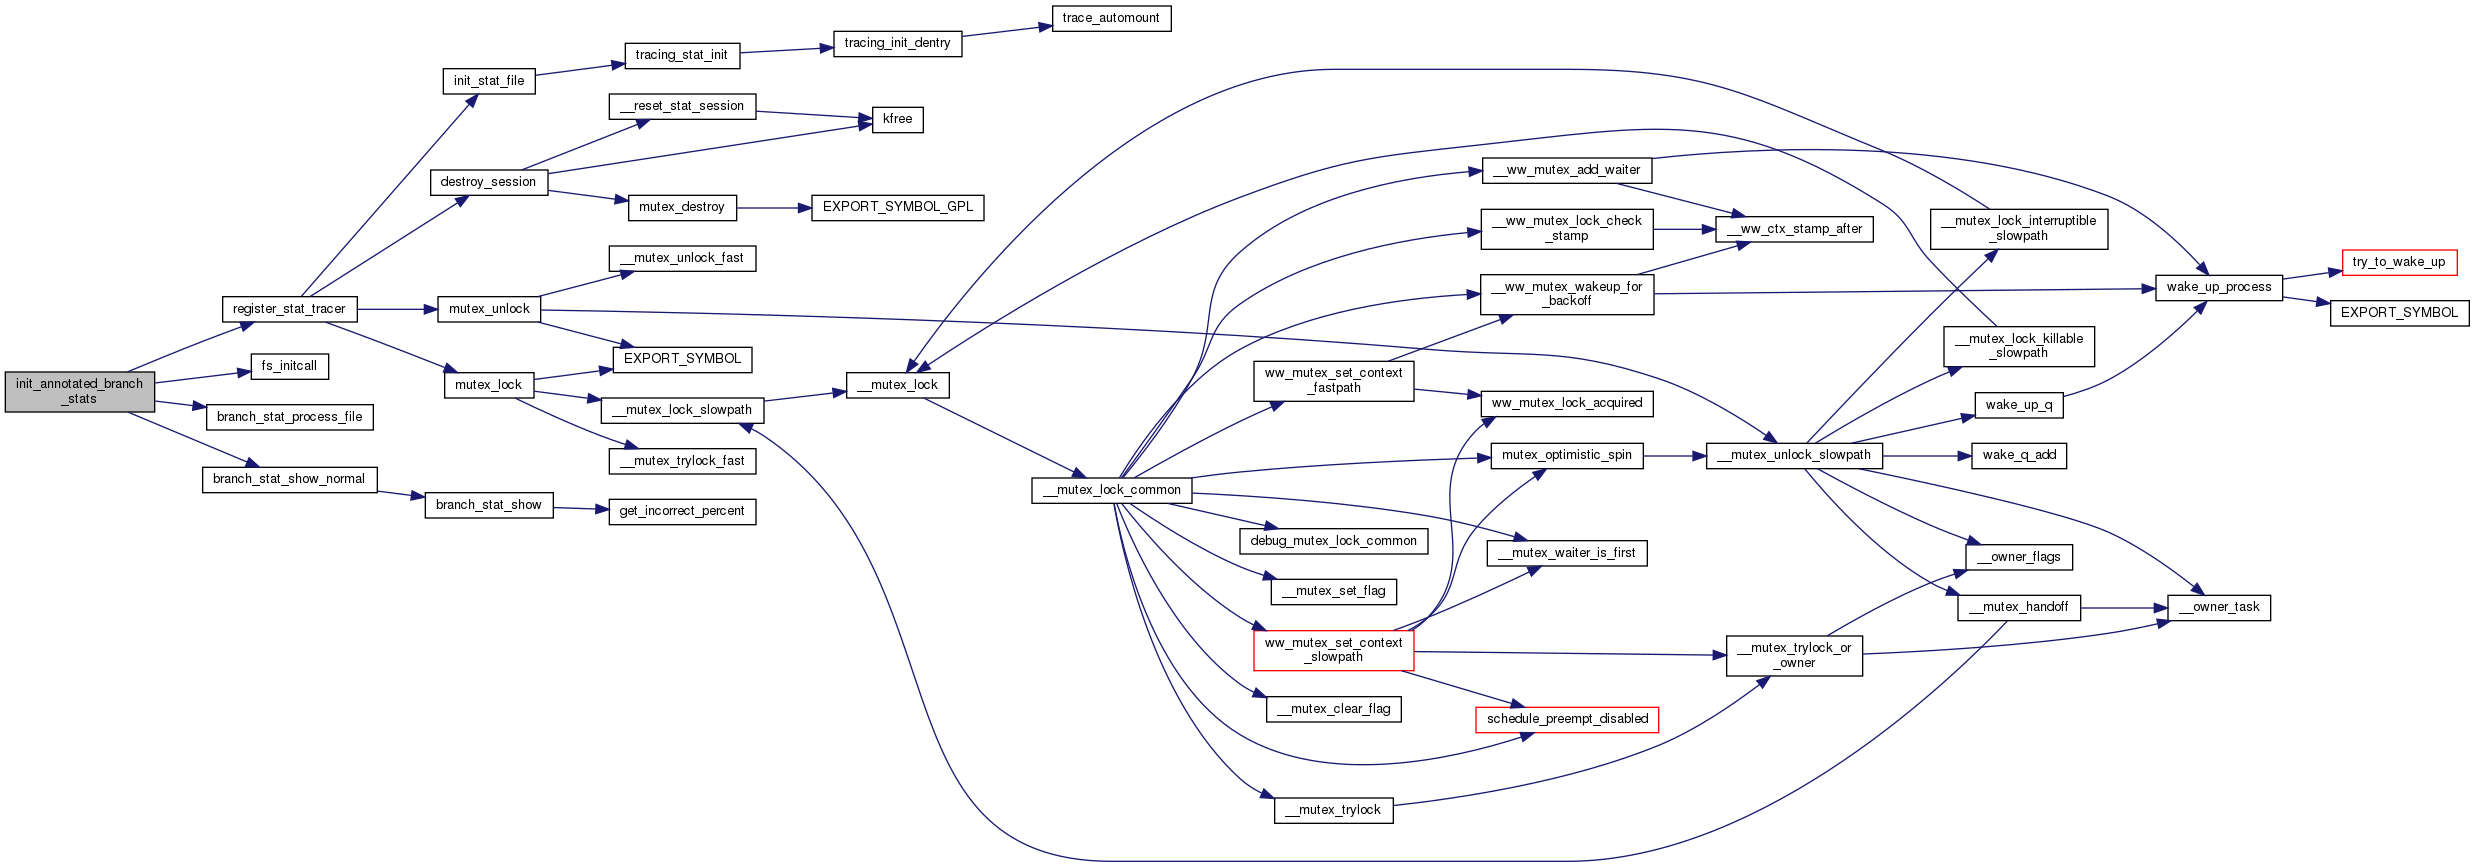 trace_automount
tracing_init_dentry
tracing_stat_init
init_stat_file
__reset_stat_session
kfree
destroy_session
mutex_destroy
EXPORT_SYMBOL_GPL
__mutex_unlock_fast
register_stat_tracer
mutex_unlock
EXPORT_SYMBOL
fs_initcall
mutex_lock
init_annotated_branch
_stats
__mutex_lock_slowpath
__mutex_lock
branch_stat_process_file
__mutex_trylock_fast
branch_stat_show_normal
branch_stat_show
get_incorrect_percent
__mutex_lock_common
__ww_mutex_add_waiter
__ww_mutex_lock_check
_stamp
__ww_ctx_stamp_after
__ww_mutex_wakeup_for
_backoff
ww_mutex_set_context
_fastpath
ww_mutex_lock_acquired
mutex_optimistic_spin
debug_mutex_lock_common
__mutex_waiter_is_first
__mutex_set_flag
ww_mutex_set_context
_slowpath
__mutex_clear_flag
schedule_preempt_disabled
__mutex_trylock
__mutex_trylock_or
_owner
__mutex_unlock_slowpath
__mutex_lock_interruptible
_slowpath
__mutex_lock_killable
_slowpath
wake_up_q
wake_q_add
__owner_flags
__mutex_handoff
__owner_task
wake_up_process
try_to_wake_up
EXPORT_SYMBOL